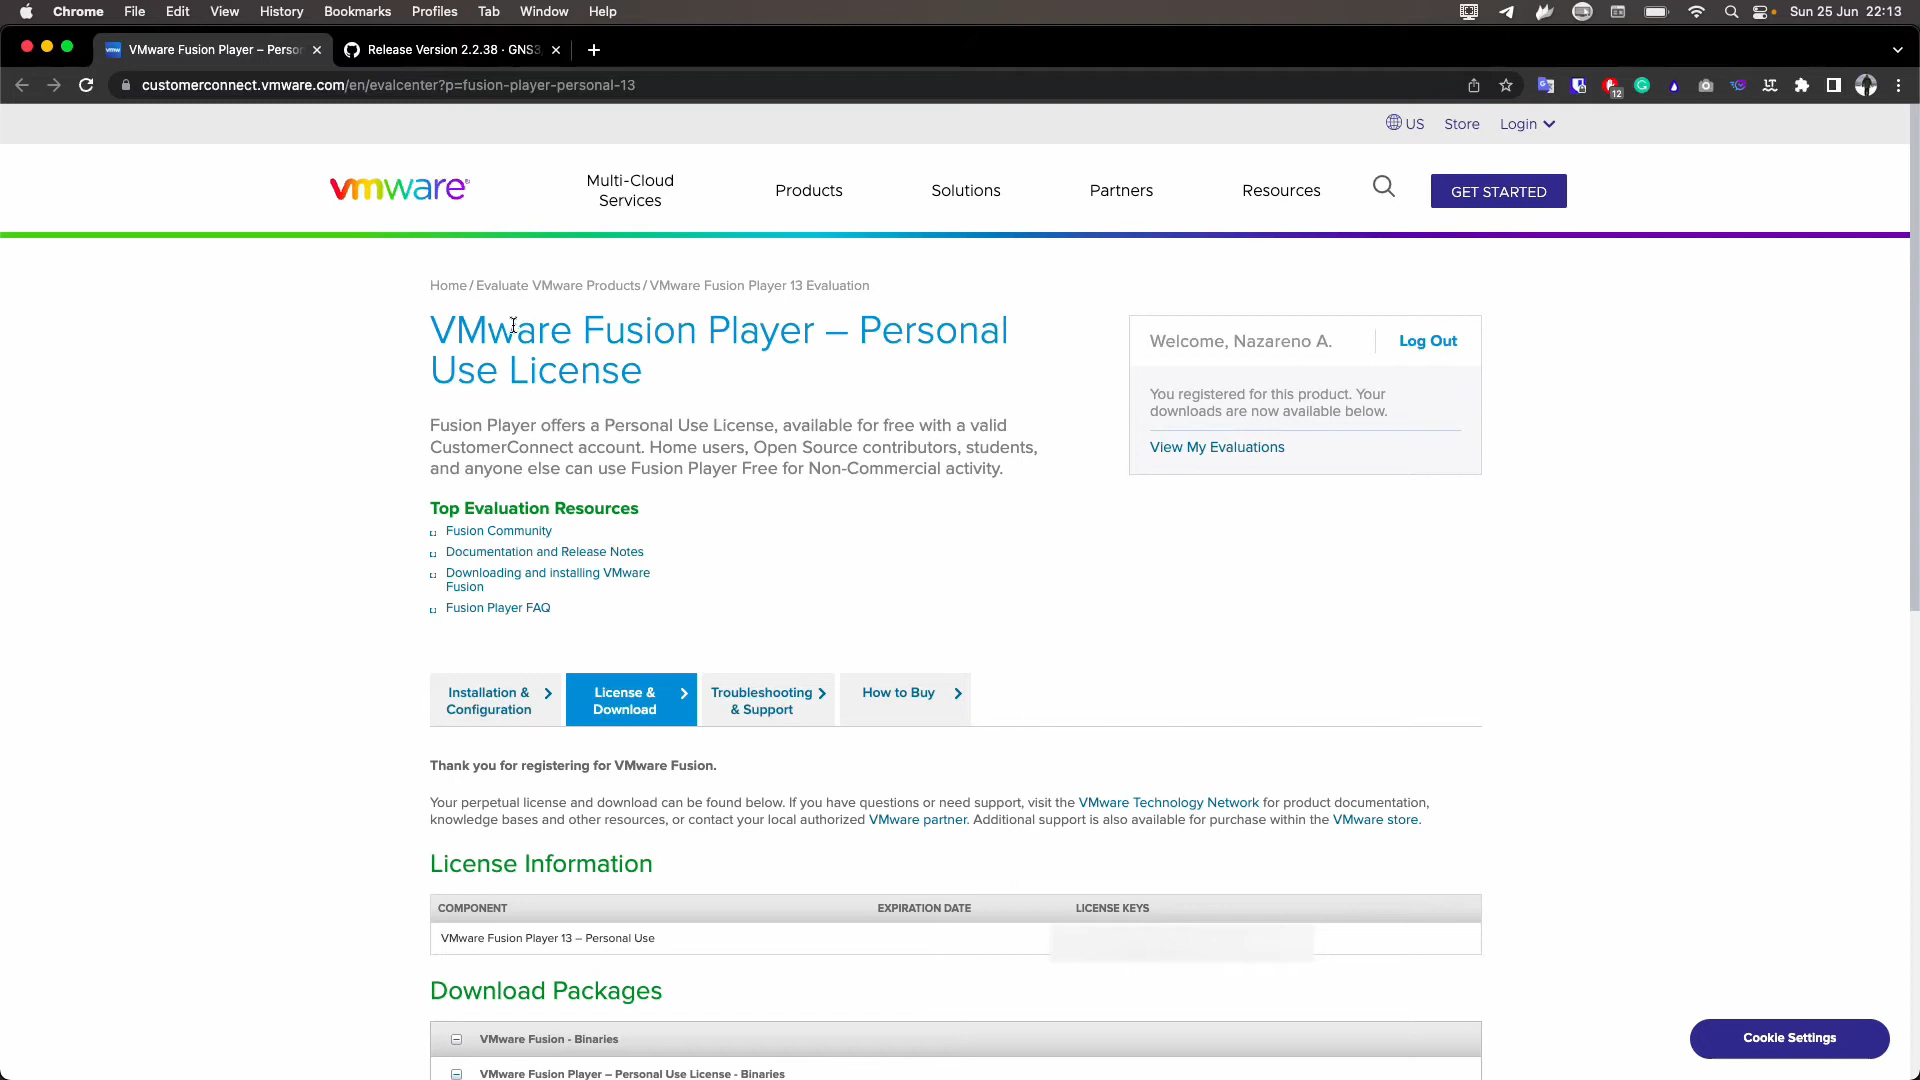 Chrome File Edit View History Bookmarks Profiles Tab Window Help Sun 25 Jun 22:13
VMware Fusion Player – Person Release Version 2.2.38 · GNS3
customerconnect.vmware.com/en/evalcenter?p=fusion-player-personal-13
12
US Store Login
vmware
Multi-Cloud
Services
Products Solutions Partners Resources GET STARTED
Home / Evaluate VMware Products / VMware Fusion Player 13 Evaluation
VMware Fusion Player – Personal
Use License
Welcome, Nazareno A. Log Out
You registered for this product. Your
downloads are now available below.
View My Evaluations
Fusion Player offers a Personal Use License, available for free with a valid
CustomerConnect account. Home users, Open Source contributors, students,
and anyone else can use Fusion Player Free for Non-Commercial activity.
Top Evaluation Resources
Fusion Community
Documentation and Release Notes
Downloading and installing VMware
Fusion
Fusion Player FAQ
Installation &
Configuration
License &
Download
Troubleshooting
& Support
How to Buy
Thank you for registering for VMware Fusion.
Your perpetual license and download can be found below. If you have questions or need support, visit the VMware Technology Network for product documentation,
knowledge bases and other resources, or contact your local authorized VMware partner. Additional support is also available for purchase within the VMware store.
License Information
COMPONENT EXPIRATION DATE LICENSE KEYS
VMware Fusion Player 13 – Personal Use
Download Packages
VMware Fusion - Binaries
VMware Fusion Player – Personal Use License - Binaries
Cookie Settings